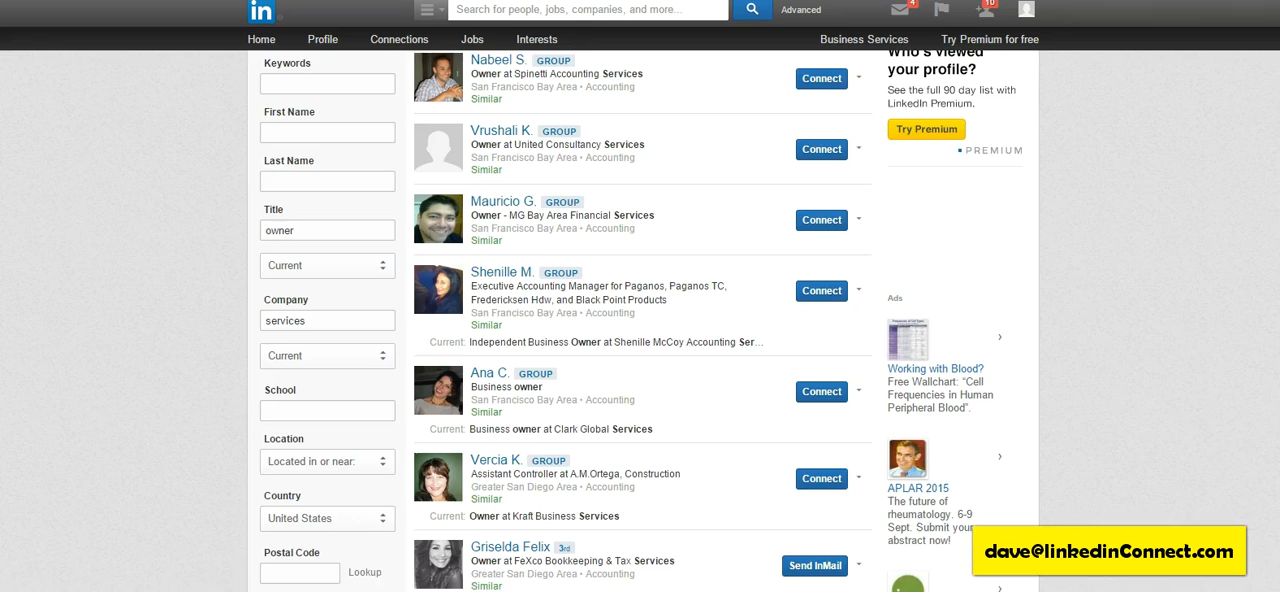 in
Search for people, jobs, companies, and more...
Advanced
4
10
Home Profile Connections Jobs Interests Business Services Try Premium for free
Keywords
First Name
Last Name
Title
owner
Current
Company
services
Current
School
Location
Located in or near:
Country
United States
Postal Code
Lookup
Nabeel S. GROUP
Owner at Spinetti Accounting Services
San Francisco Bay Area • Accounting
Similar
Connect
Vrushali K. GROUP
Owner at United Consultancy Services
San Francisco Bay Area • Accounting
Similar
Connect
Mauricio G. GROUP
Owner - MG Bay Area Financial Services
San Francisco Bay Area • Accounting
Similar
Connect
Shenille M. GROUP
Executive Accounting Manager for Paganos, Paganos TC,
Fredericksen Hdw, and Black Point Products
San Francisco Bay Area • Accounting
Similar
Current: Independent Business Owner at Shenille McCoy Accounting Ser...
Connect
Ana C. GROUP
Business owner
San Francisco Bay Area • Accounting
Similar
Current: Business owner at Clark Global Services
Connect
Vercia K. GROUP
Assistant Controller at A.M.Ortega, Construction
Greater San Diego Area • Accounting
Similar
Current: Owner at Kraft Business Services
Connect
Griselda Felix 3rd
Owner at FeXco Bookkeeping & Tax Services
Greater San Diego Area • Accounting
Similar
Send InMail
Who's viewed
your profile?
See the full 90 day list with
LinkedIn Premium.
Try Premium
PREMIUM
Ads
Working with Blood?
Free Wallchart: “Cell
Frequencies in Human
Peripheral Blood”.
APLAR 2015
The future of
rheumatology. 6-9
Sept. Submit your
abstract now!
dave@linkedinConnect.com